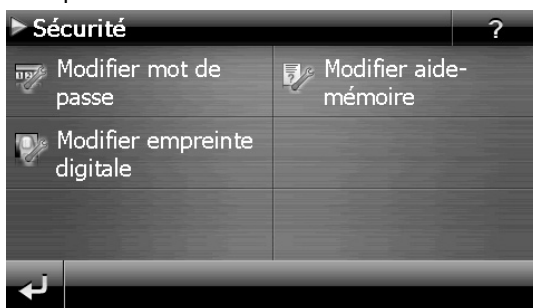 Sécurité ?
Modifier mot de
passe
Modifier aide-
mémoire
Modifier empreinte
digitale